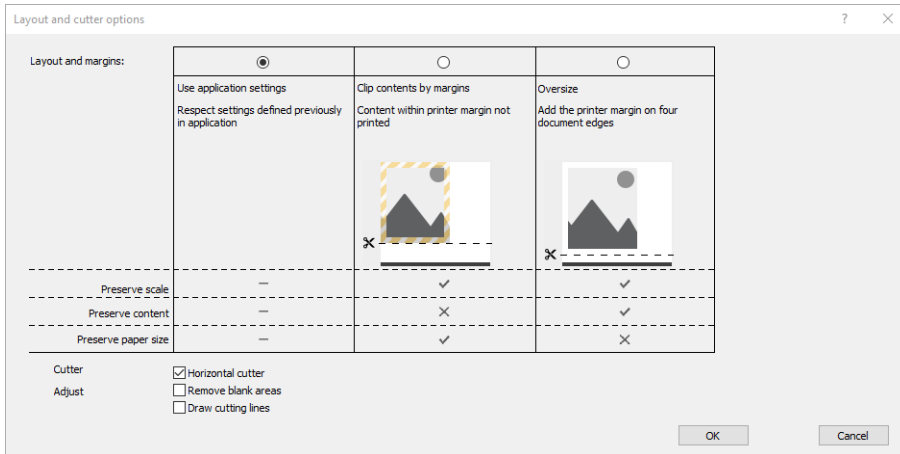 Layout and cutter options
Layout and margins:
Use application settings
Respect settings defined previously
in application
Clip contents by margins
Content within printer margin not
printed
Oversize
Add the printer margin on four
document edges
Preserve scale
Preserve content
Preserve paper size
Cutter
Horizontal cutter
Adjust
Remove blank areas
Draw cutting lines
OK
Cancel